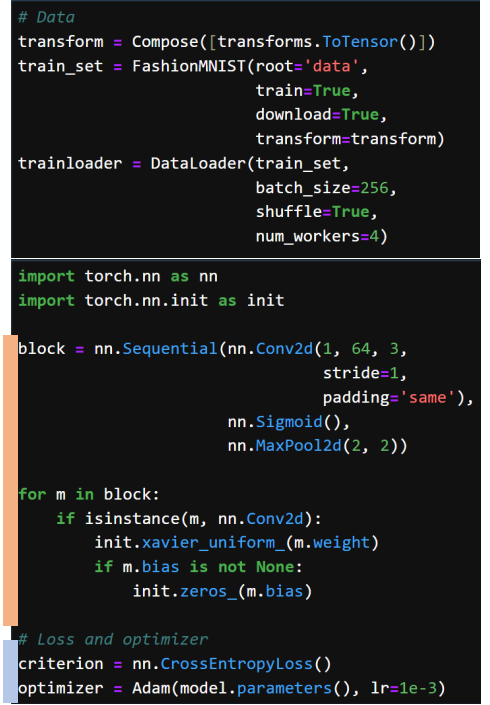 # Data
transform = Compose([transforms.ToTensor()])
train_set = FashionMNIST(root='data',
                         train=True,
                         download=True,
                         transform=transform)
trainloader = DataLoader(train_set,
                         batch_size=256,
                         shuffle=True,
                         num_workers=4)
import torch.nn as nn
import torch.nn.init as init

block = nn.Sequential(nn.Conv2d(1, 64, 3,
                                stride=1,
                                padding='same'),
                      nn.Sigmoid(),
                      nn.MaxPool2d(2, 2))

for m in block:
    if isinstance(m, nn.Conv2d):
        init.xavier_uniform_(m.weight)
        if m.bias is not None:
            init.zeros_(m.bias)

# Loss and optimizer
criterion = nn.CrossEntropyLoss()
optimizer = Adam(model.parameters(), lr=1e-3)